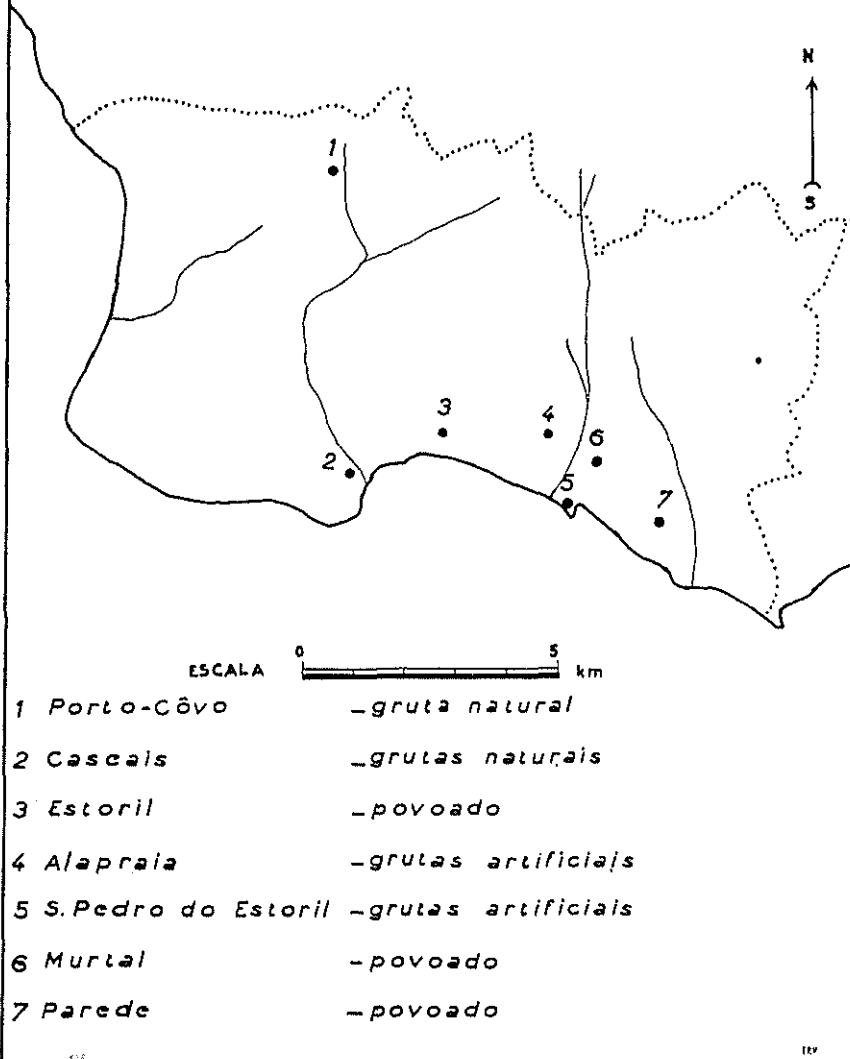 N
S
1
2
3
4
5
6
7
0 5
ESCALA km
1 Porto-Côvo – gruta natural
2 Cascais – grutas naturais
3 Estoril – povoado
4 Alapraia – grutas artificiais
5 S. Pedro do Estoril – grutas artificiais
6 Murtal – povoado
7 Parede – povoado